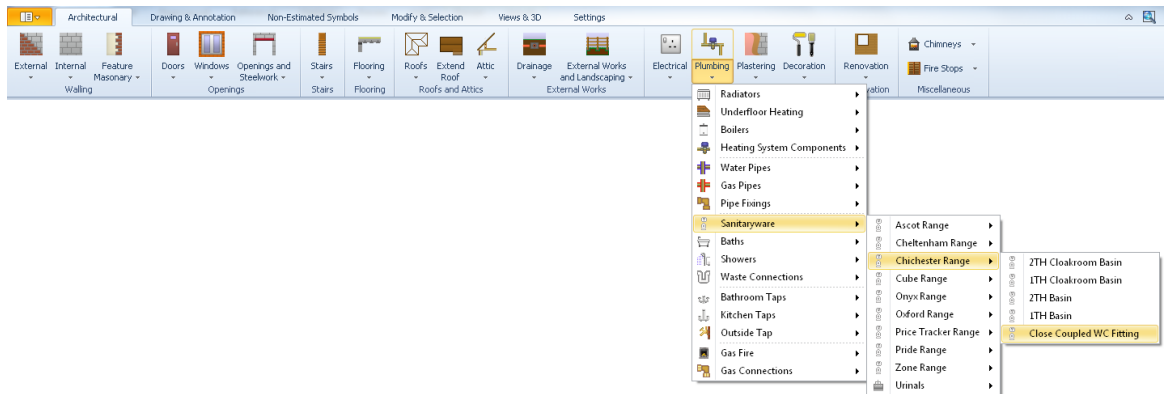 Architectural Drawing & Annotation Non-Estimated Symbols Modify & Selection Views & 3D Settings
External Internal Feature Masonary
Walling
Doors Windows Openings and Steelwork
Openings
Stairs
Stairs
Flooring
Flooring
Roofs Extend Roof Attic
Roofs and Attics
Drainage External Works and Landscaping
External Works
Electrical Plumbing Plastering Decoration
Renovation
vation
Chimneys
Fire Stops
Miscellaneous
Radiators
Underfloor Heating
Boilers
Heating System Components
Water Pipes
Gas Pipes
Pipe Fixings
Sanitaryware
Baths
Showers
Waste Connections
Bathroom Taps
Kitchen Taps
Outside Tap
Gas Fire
Gas Connections
Ascot Range
Cheltenham Range
Chichester Range
Cube Range
Onyx Range
Oxford Range
Price Tracker Range
Pride Range
Zone Range
Urinals
2TH Cloakroom Basin
1TH Cloakroom Basin
2TH Basin
1TH Basin
Close Coupled WC Fitting